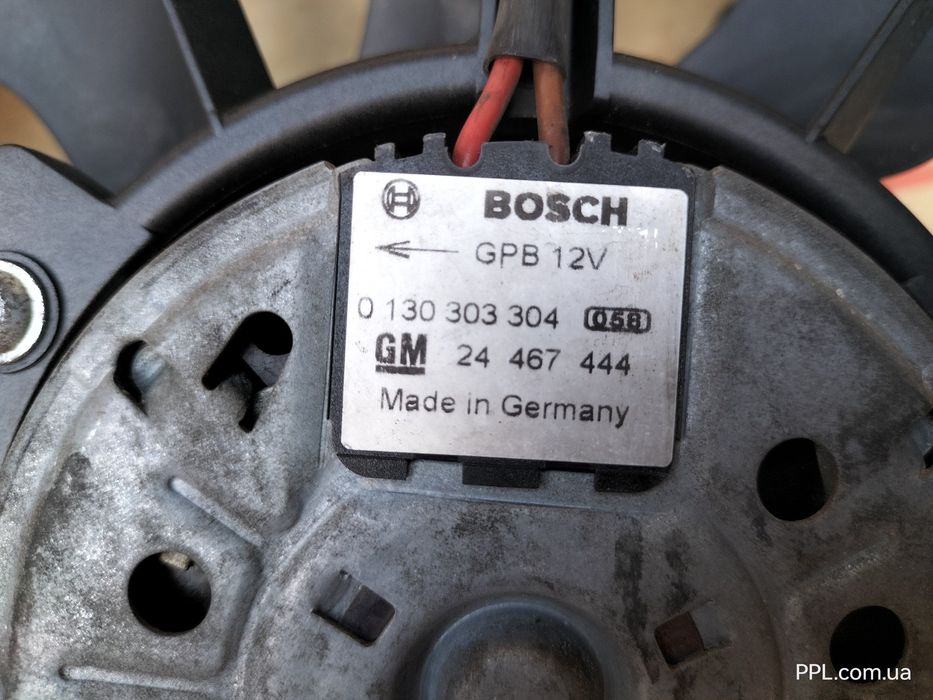 BOSCH
GPB 12V
0 130 303 304 058
GM 24 467 444
Made in Germany
PPL.com.ua